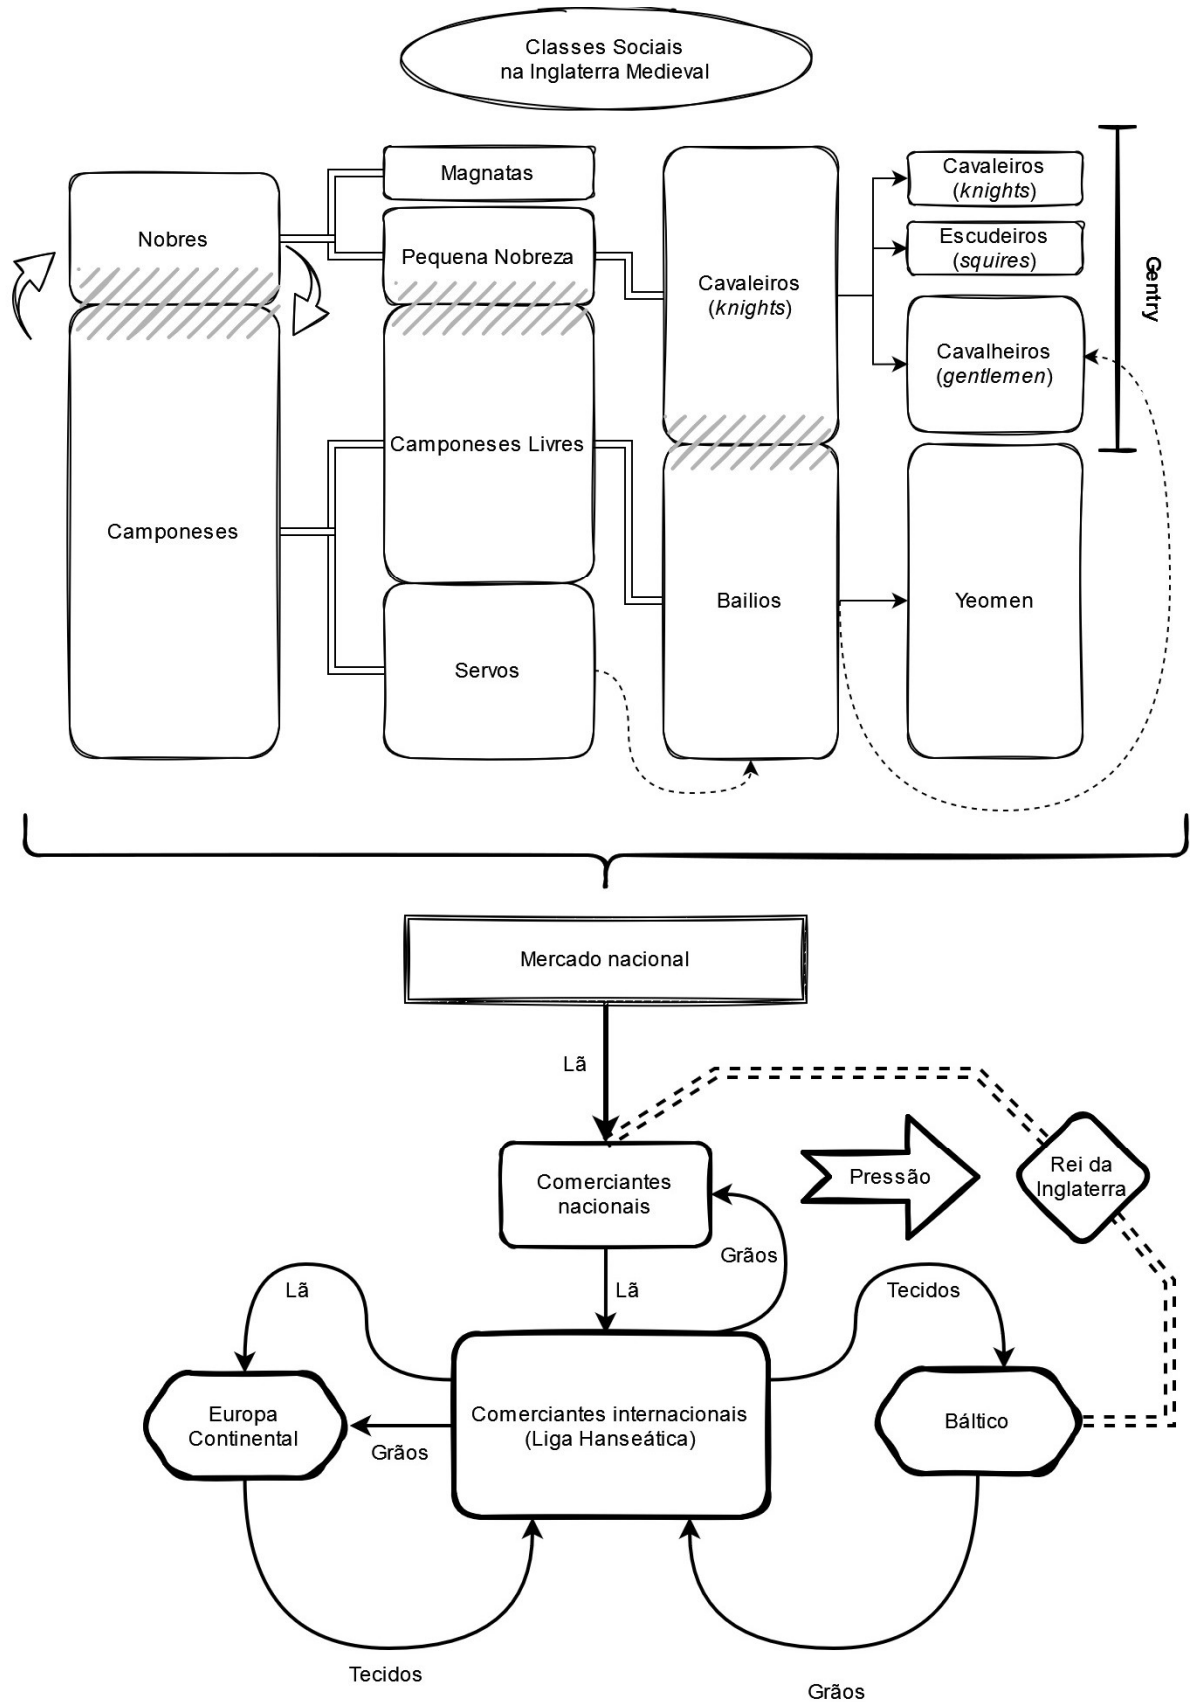 Classes Sociais
na Inglaterra Medieval
Nobres
Camponeses
Magnatas
Pequena Nobreza
Camponeses Livres
Servos
Cavaleiros
(knights)
Bailios
Cavaleiros
(knights)
Escudeiros
(squires)
Cavalheiros
(gentlemen)
Yeomen
Gentry
Mercado nacional
Lã
Comerciantes
nacionais
Pressão
Rei da
Inglaterra
Grãos
Lã
Lã
Tecidos
Europa
Continental
Grãos
Comerciantes internacionais
(Liga Hanseática)
Báltico
Tecidos
Grãos